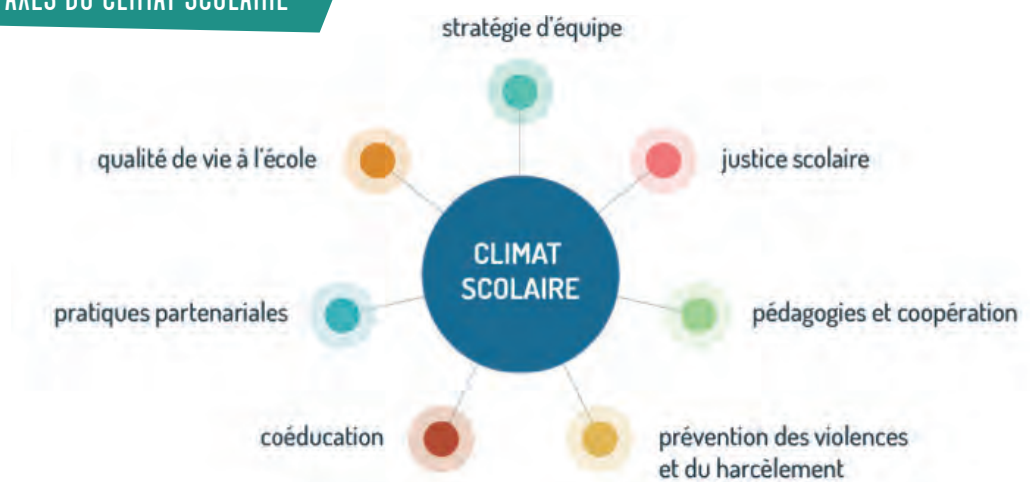 AXES DU CLIMAT SCOLAIRE
stratégie d'équipe
qualité de vie à l'école
justice scolaire
CLIMAT
SCOLAIRE
pratiques partenariales
pédagogies et coopération
coéducation
prévention des violences
et du harcèlement